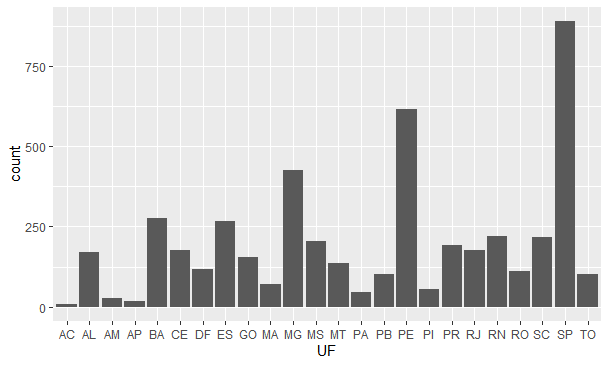 count
750
500
250
0
AC AL AM AP BA CE DF ES GO MA MG MS MT PA PB PE PI PR RJ RN RO SC SP TO
UF